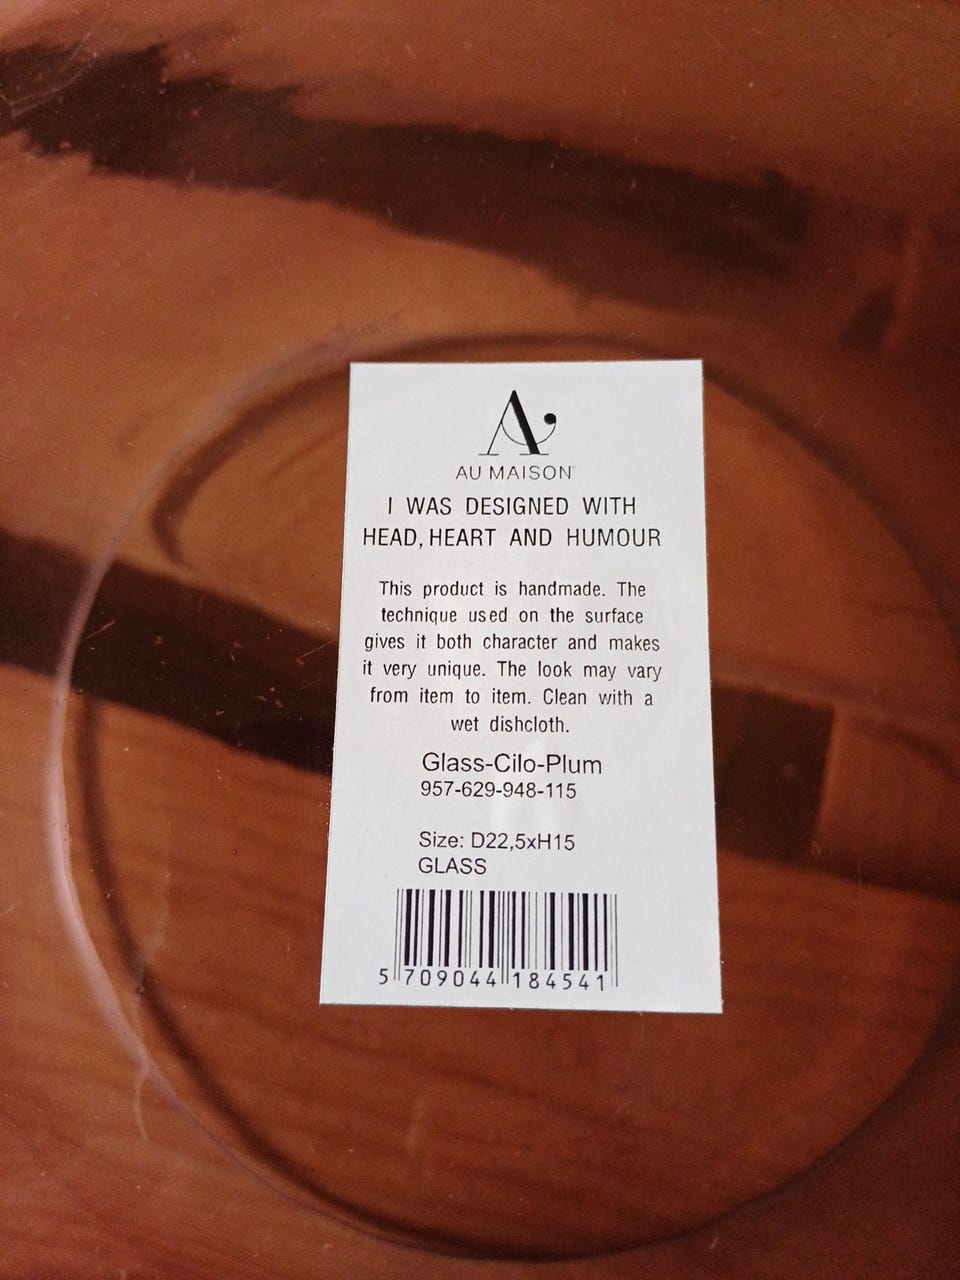 A
AU MAISON
I WAS DESIGNED WITH
HEAD, HEART AND HUMOUR
This product is handmade. The
technique used on the surface
gives it both character and makes
it very unique. The look may vary
from item to item. Clean with a
wet dishcloth.
Glass-Cilo-Plum
957-629-948-115
Size: D22,5xH15
GLASS
5 709044 184541